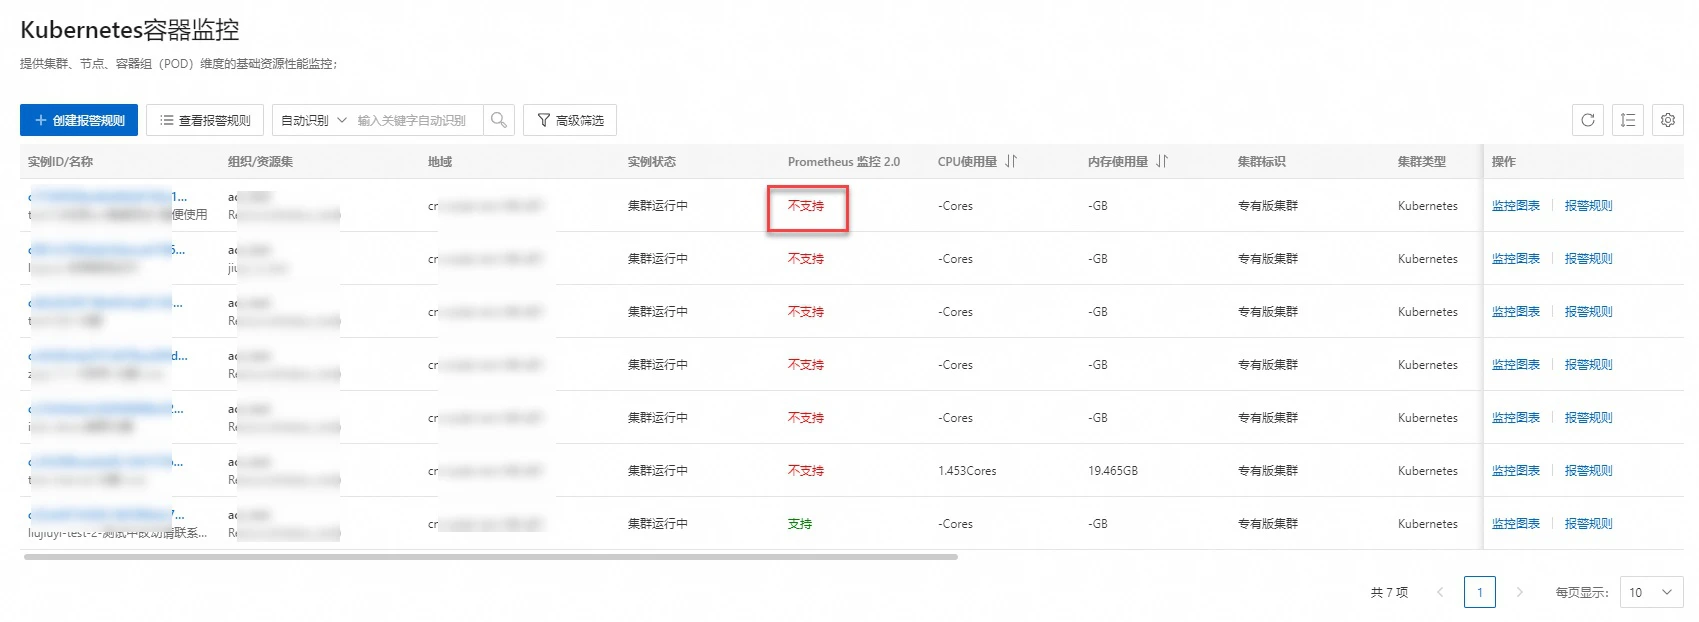 Kubernetes容器监控
提供集群、节点、容器组（POD）维度的基础资源性能监控；
创建报警规则 查看报警规则 自动识别 输入关键字自动识别 高级筛选
实例ID/名称 组织/资源集 地域 实例状态 Prometheus 监控 2.0 CPU使用量 内存使用量 集群标识 集群类型 操作
集群运行中 不支持 -Cores -GB 专有版集群 Kubernetes 监控图表 报警规则
便使用
集群运行中 不支持 -Cores -GB 专有版集群 Kubernetes 监控图表 报警规则
集群运行中 不支持 -Cores -GB 专有版集群 Kubernetes 监控图表 报警规则
集群运行中 不支持 -Cores -GB 专有版集群 Kubernetes 监控图表 报警规则
集群运行中 不支持 -Cores -GB 专有版集群 Kubernetes 监控图表 报警规则
集群运行中 不支持 1.453Cores 19.465GB 专有版集群 Kubernetes 监控图表 报警规则
集群运行中 支持 -Cores -GB 专有版集群 Kubernetes 监控图表 报警规则
liujiuyi-test-2-测试中改动请联系...
共 7 项 1 每页显示： 10